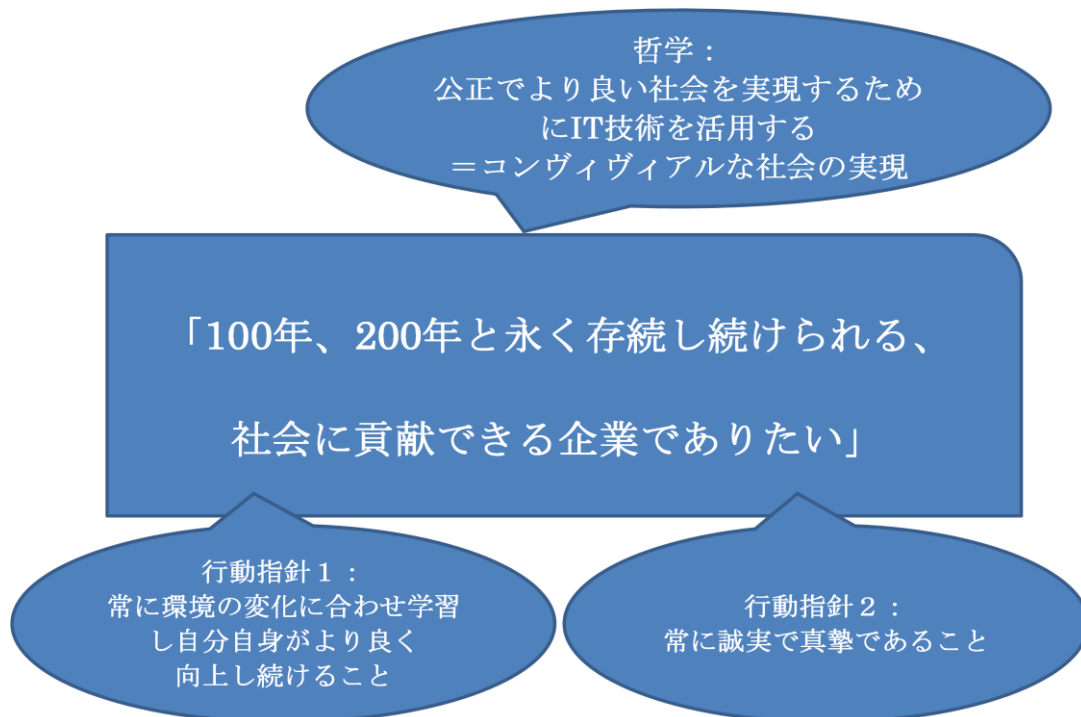 哲学：
公正でより良い社会を実現するため
にIT技術を活用する
＝コンヴィヴィアルな社会の実現
「100年、200年と永く存続し続けられる、
社会に貢献できる企業でありたい」
行動指針１：
常に環境の変化に合わせ学習
し自分自身がより良く
向上し続けること
行動指針２：
常に誠実で真摯であること